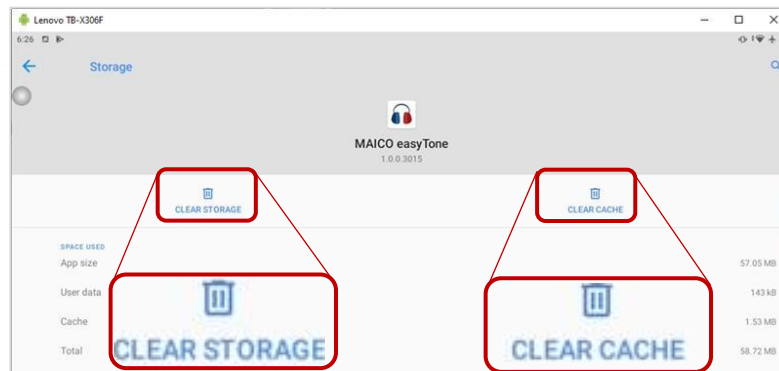 Lenovo TB-X306F
6:26
Storage
MAICO easyTone
1.0.0.3015
CLEAR STORAGE
CLEAR CACHE
SPACE USED
App size 57.05 MB
User data 143 kB
Cache 1.53 MB
Total 58.72 MB
CLEAR STORAGE
CLEAR CACHE